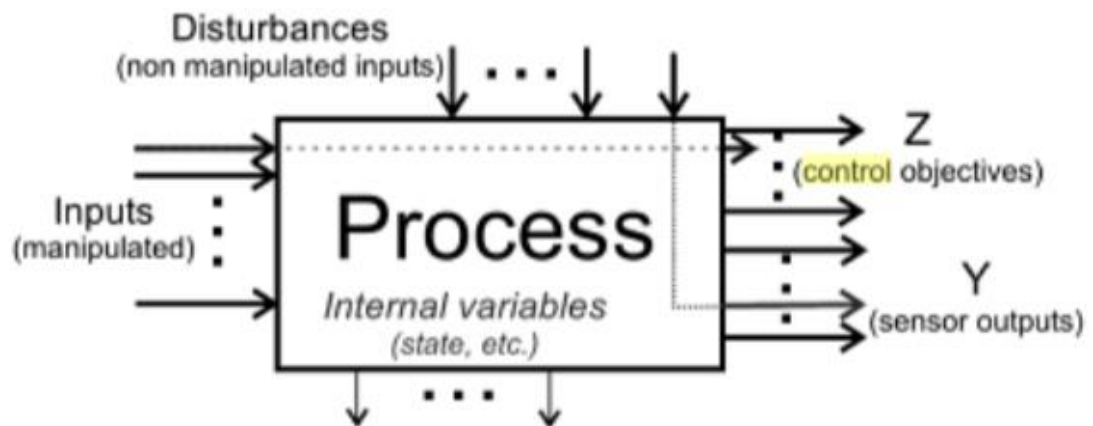 Disturbances
(non manipulated inputs)
Z
(control objectives)
Inputs
(manipulated)
Process
Internal variables
(state, etc.)
Y
(sensor outputs)